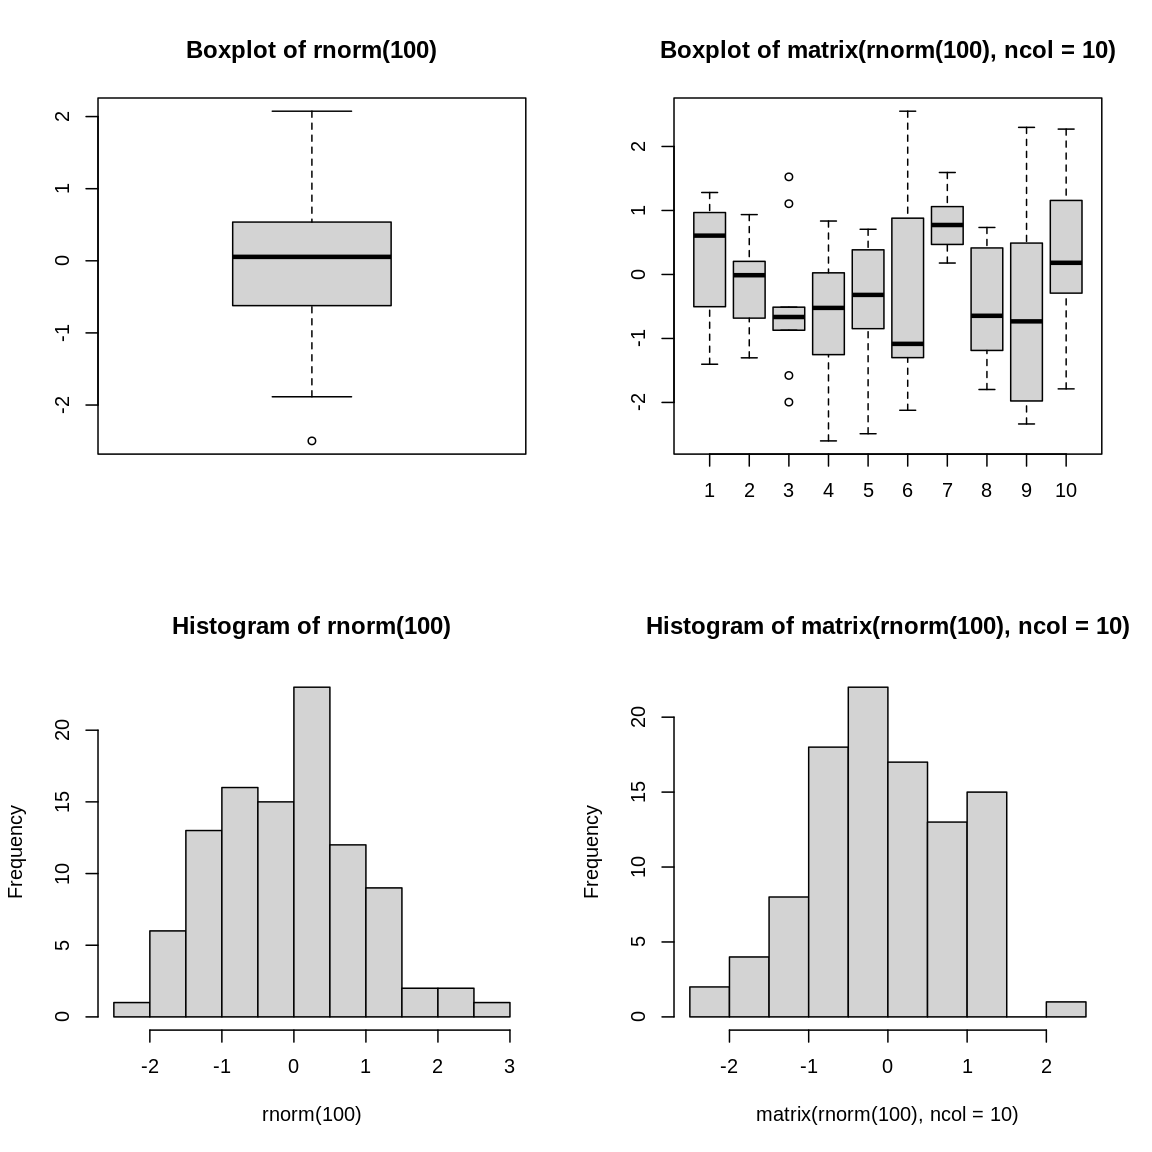 Boxplot of rnorm(100)
2
1
0
-1
-2
Boxplot of matrix(rnorm(100), ncol = 10)
2
1
0
-1
-2
1 2 3 4 5 6 7 8 9 10
Histogram of rnorm(100)
Frequency
20
15
10
5
0
-2 -1 0 1 2 3
rnorm(100)
Histogram of matrix(rnorm(100), ncol = 10)
Frequency
20
15
10
5
0
-2 -1 0 1 2
matrix(rnorm(100), ncol = 10)